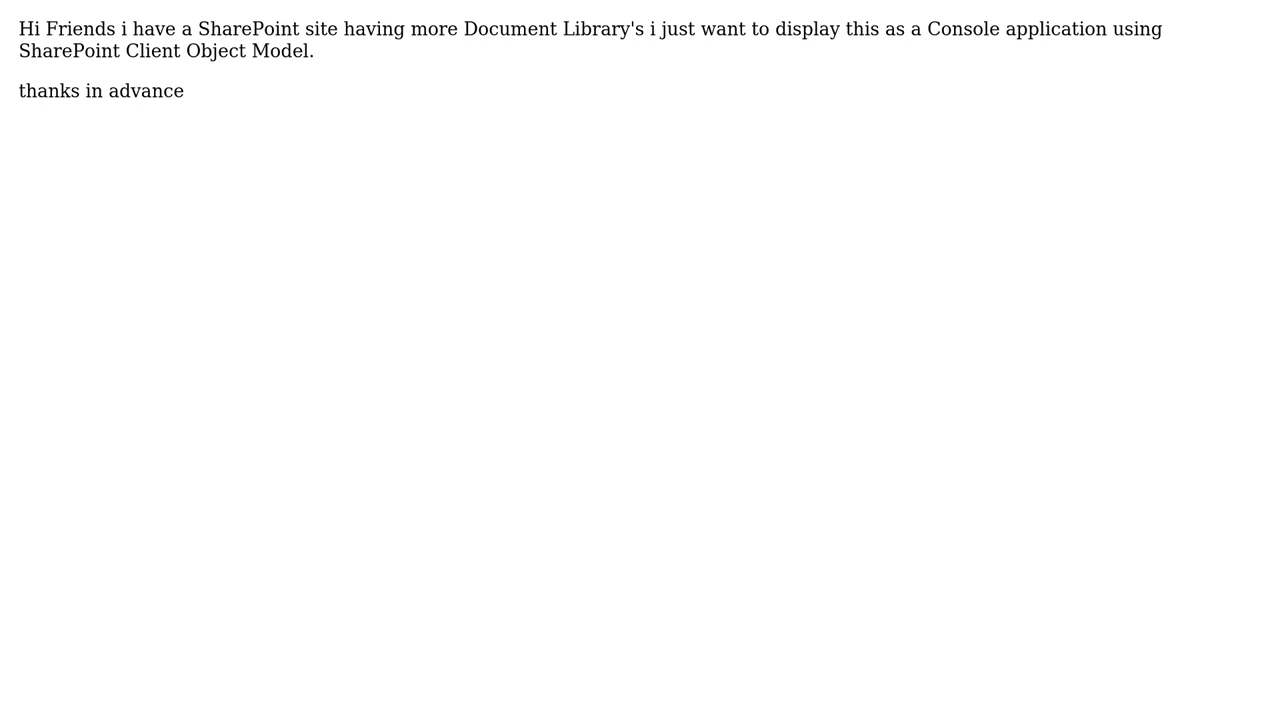 Hi Friends i have a SharePoint site having more Document Library's i just want to display this as a Console application using
SharePoint Client Object Model.
thanks in advance